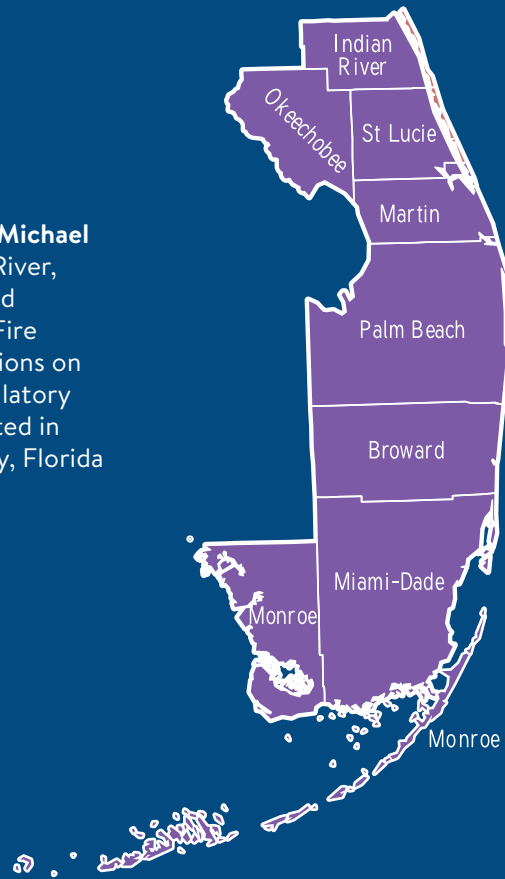 Indian
River
Okeechobee
St Lucie
Martin
Michael
River,
d
Fire
ions on
latory
ted in
y, Florida
Palm Beach
Broward
Miami-Dade
Monroe
Monroe